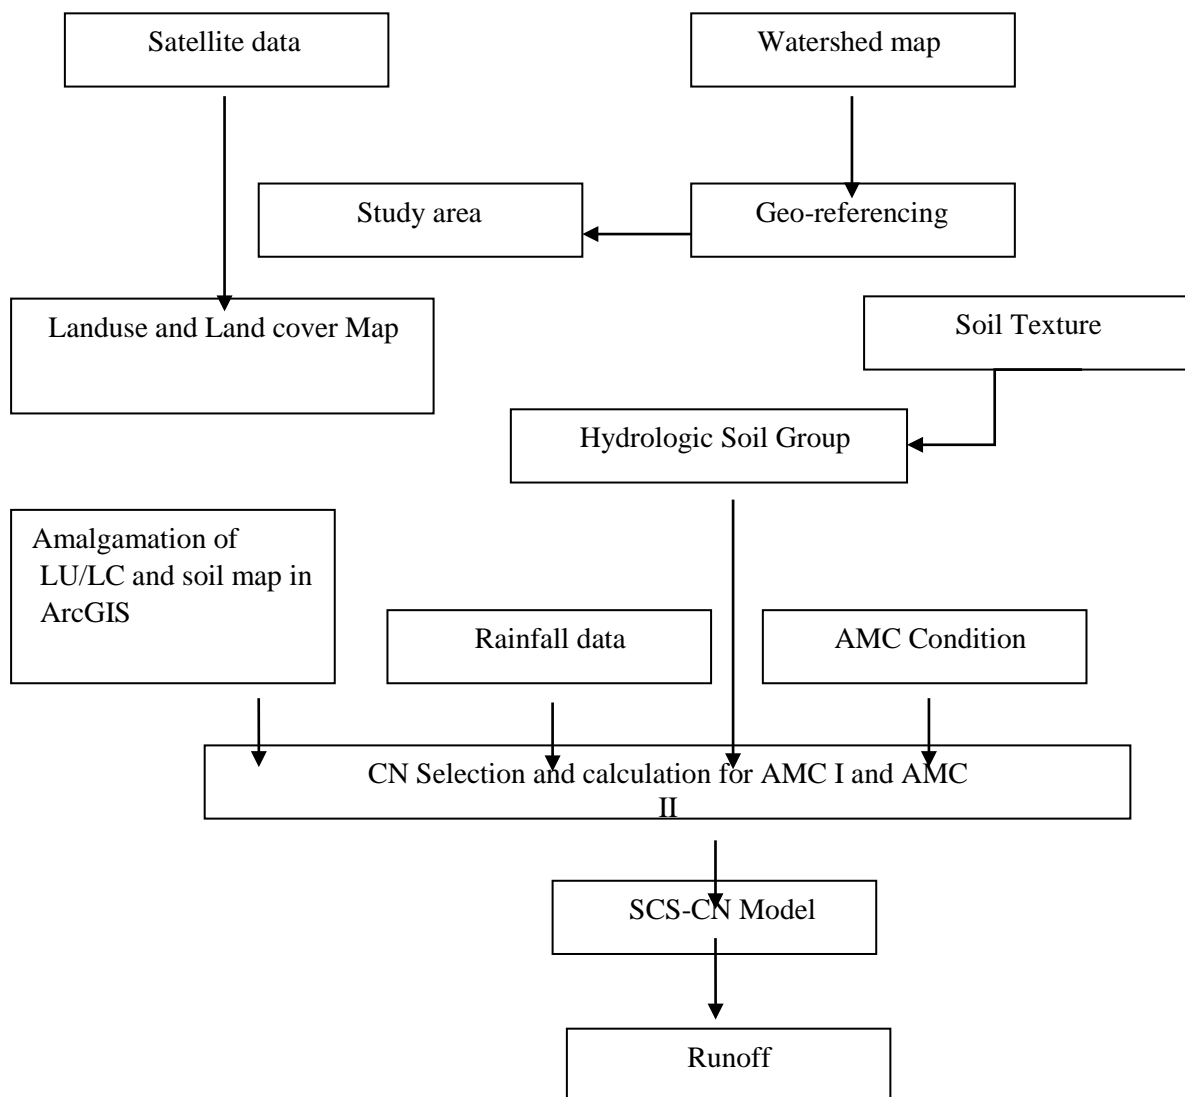 Satellite data
Watershed map
Study area
Geo-referencing
Landuse and Land cover Map
Soil Texture
Hydrologic Soil Group
Amalgamation of
LU/LC and soil map in
ArcGIS
Rainfall data
AMC Condition
CN Selection and calculation for AMC I and AMC
II
SCS-CN Model
Runoff